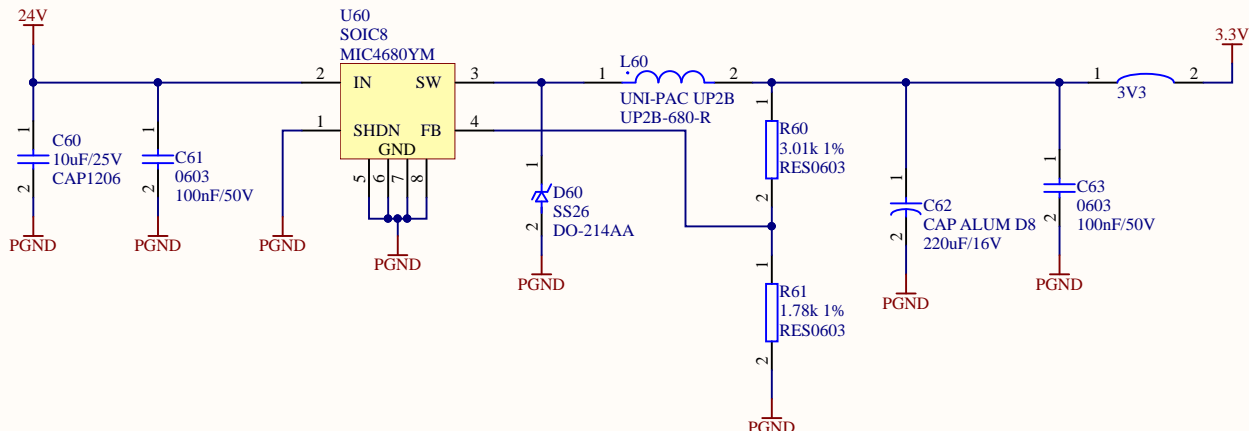 24V
U60
SOIC8
MIC4680YM
3.3V
2
IN
SW
3
1
L60
2
1
2
3V3
UNI-PAC UP2B
UP2B-680-R
1
SHDN
FB
4
GND
5
6
7
8
1
C60
10uF/25V
CAP1206
2
1
C61
0603
100nF/50V
2
1
D60
SS26
DO-214AA
2
1
R60
3.01k 1%
RES0603
2
1
C62
CAP ALUM D8
220uF/16V
2
1
C63
0603
100nF/50V
2
PGND
PGND
PGND
PGND
PGND
1
R61
1.78k 1%
RES0603
2
PGND
PGND
PGND